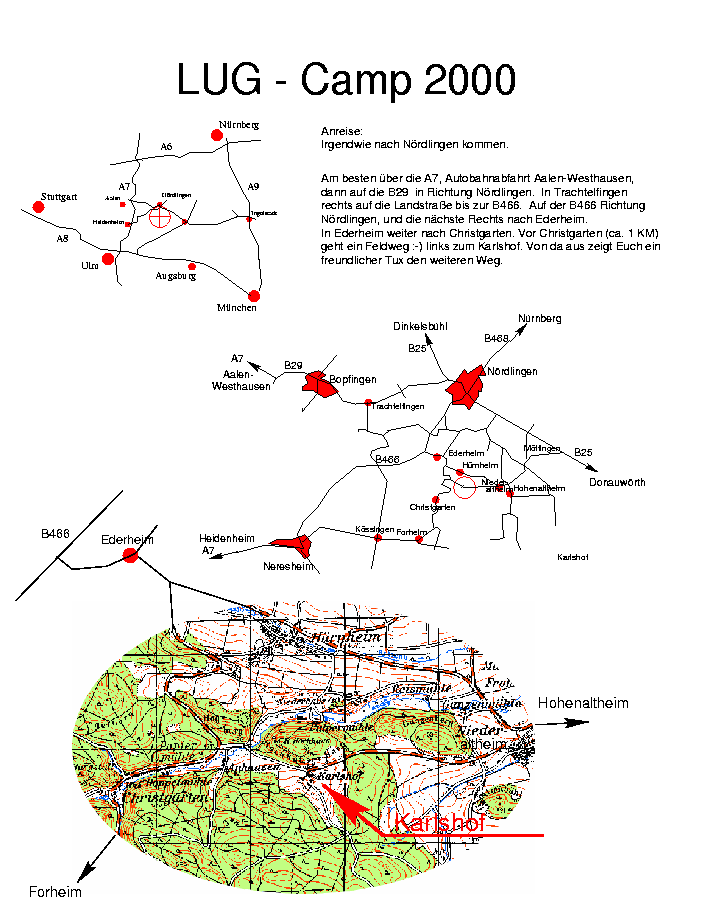 LUG - Camp 2000
Anreise:
Irgendwie nach Nördlingen kommen.
Am besten über die A7, Autobahnabfahrt Aalen-Westhausen,
dann auf die B29 in Richtung Nördlingen. In Trachtelfingen
rechts auf die Landstraße bis zur B466. Auf der B466 Richtung
Nördlingen, und die nächste Rechts nach Ederheim.
In Ederheim weiter nach Christgarten. Vor Christgarten (ca. 1 KM)
geht ein Feldweg :-) links zum Karlshof. Von da aus zeigt Euch ein
freundlicher Tux den weiteren Weg.
Nürnberg
A6
A7
A9
Aalen
Nördlingen
Stuttgart
Heidenheim
Ingolstadt
A8
Ulm
Augsburg
München
Nürnberg
Dinkelsbühl
B468
B25
A7
B29
Aalen-
Westhausen
Bopfingen
Nördlingen
Trachtelfingen
B466
Ederheim
Möttingen
B25
Hürnheim
Niede-
altheim
Hohenaltheim
Donauwörth
Christgarten
Kössingen
Forheim
Heidenheim
A7
Neresheim
Karlshof
B466
Ederheim
Hürnheim
Reismühle
Ganzenmühle
Hohenaltheim
Nieder
altheim
Karlshof
Christgarten
Karlshof
Forheim